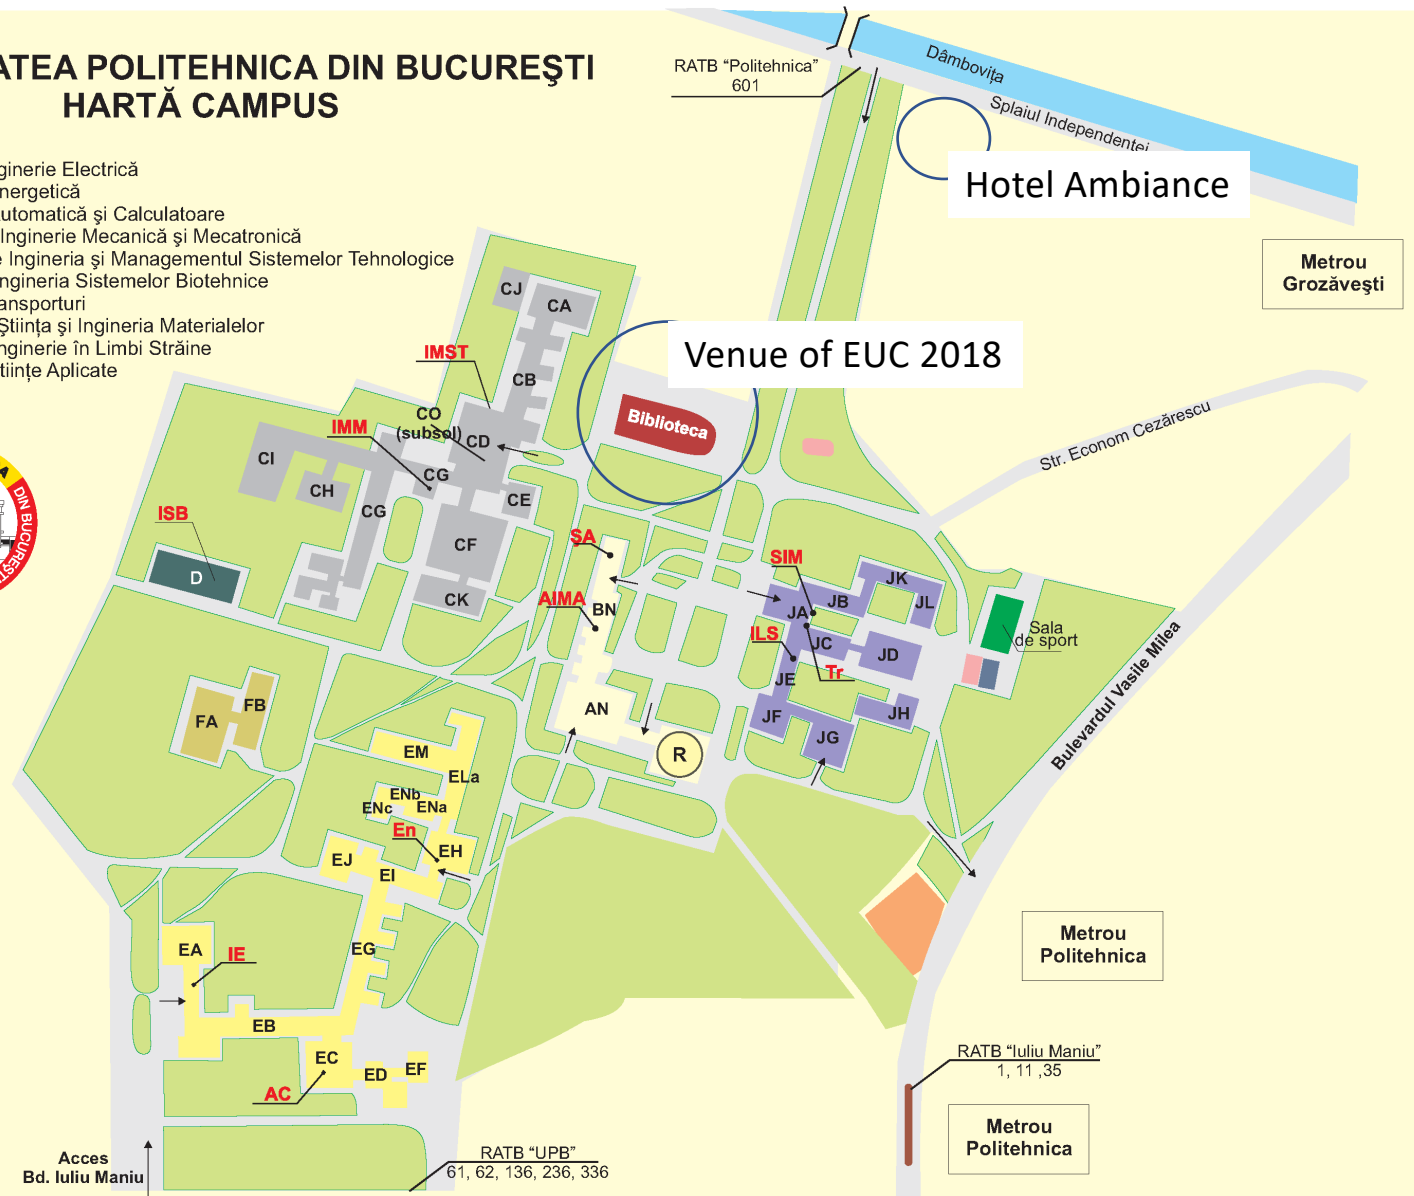 ATEA POLITEHNICA DIN BUCUREŞTI
HARTĂ CAMPUS
ginerie Electrică
nergetică
utomatică şi Calculatoare
Inginerie Mecanică şi Mecatronică
e Ingineria şi Managementul Sistemelor Tehnologice
ngineria Sistemelor Biotehnice
ansporturi
Ştiinţa şi Ingineria Materialelor
nginerie în Limbi Străine
tiinţe Aplicate
RATB “Politehnica”
601
Dâmboviţa
Splaiul Independenţei
Hotel Ambiance
Metrou
Grozăveşti
Venue of EUC 2018
Biblioteca
Str. Econom Cezărescu
CJ
CA
IMST
CB
CO
(subsol)
IMM
CD
CI
CG
CH
CE
CG
ISB
CF
D
CK
A
DIN BUCUREŞTI
ŞA
SIM
AIMA
BN
JK
JB
JL
JA
ILS
JC
JD
JE
Tr
Sala
de sport
JF
JH
JG
Bulevardul Vasile Milea
FB
FA
AN
R
EM
ELa
ENb
ENc
ENa
En
EH
EJ
EI
EA
IE
EG
EB
EC
ED
EF
AC
Metrou
Politehnica
RATB “Iuliu Maniu”
1, 11 ,35
Metrou
Politehnica
Acces
Bd. Iuliu Maniu
RATB “UPB”
61, 62, 136, 236, 336